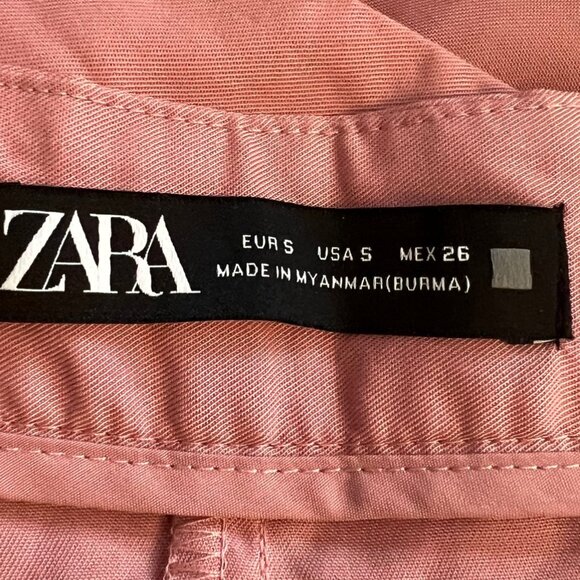 ZARA
EUR S USA S MEX 26
MADE IN MYANMAR(BURMA)